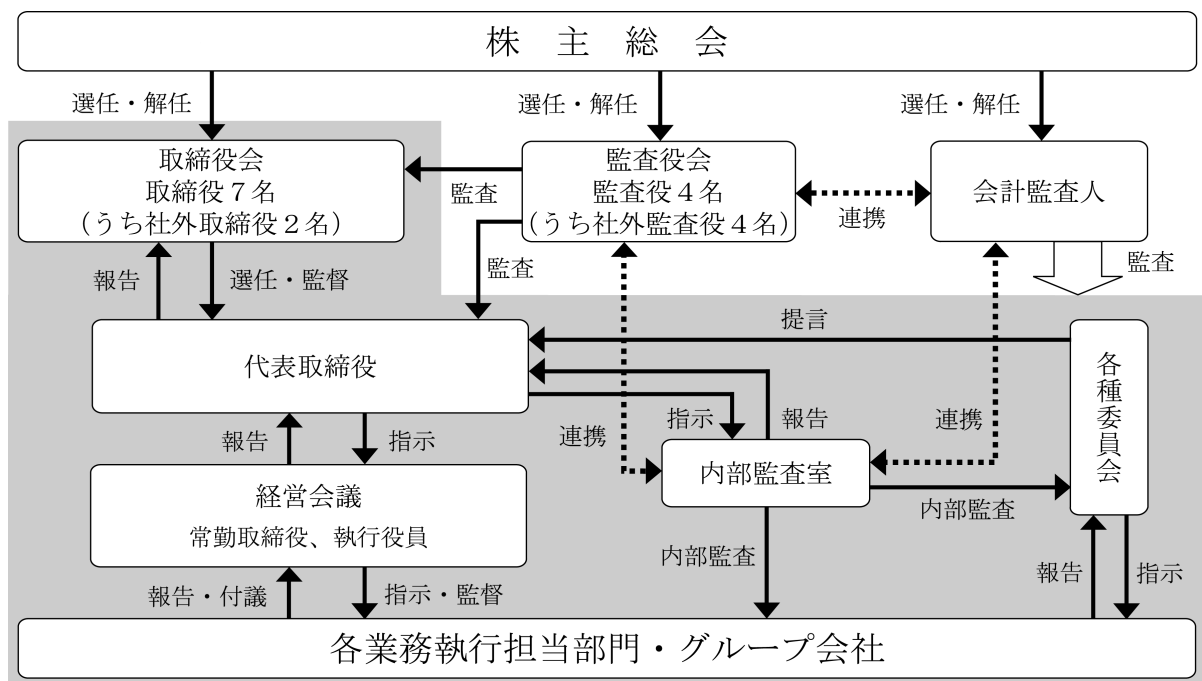 株　主　総　会
選任・解任
選任・解任
選任・解任
取締役会
取締役７名
（うち社外取締役２名）
監査
監査役会
監査役４名
（うち社外監査役４名）
連携
会計監査人
報告
選任・監督
監査
監査
提言
代表取締役
各種委員会
指示
報告
連携
連携
報告
指示
内部監査室
経営会議
常勤取締役、執行役員
内部監査
内部監査
報告
指示
報告・付議
指示・監督
各業務執行担当部門・グループ会社